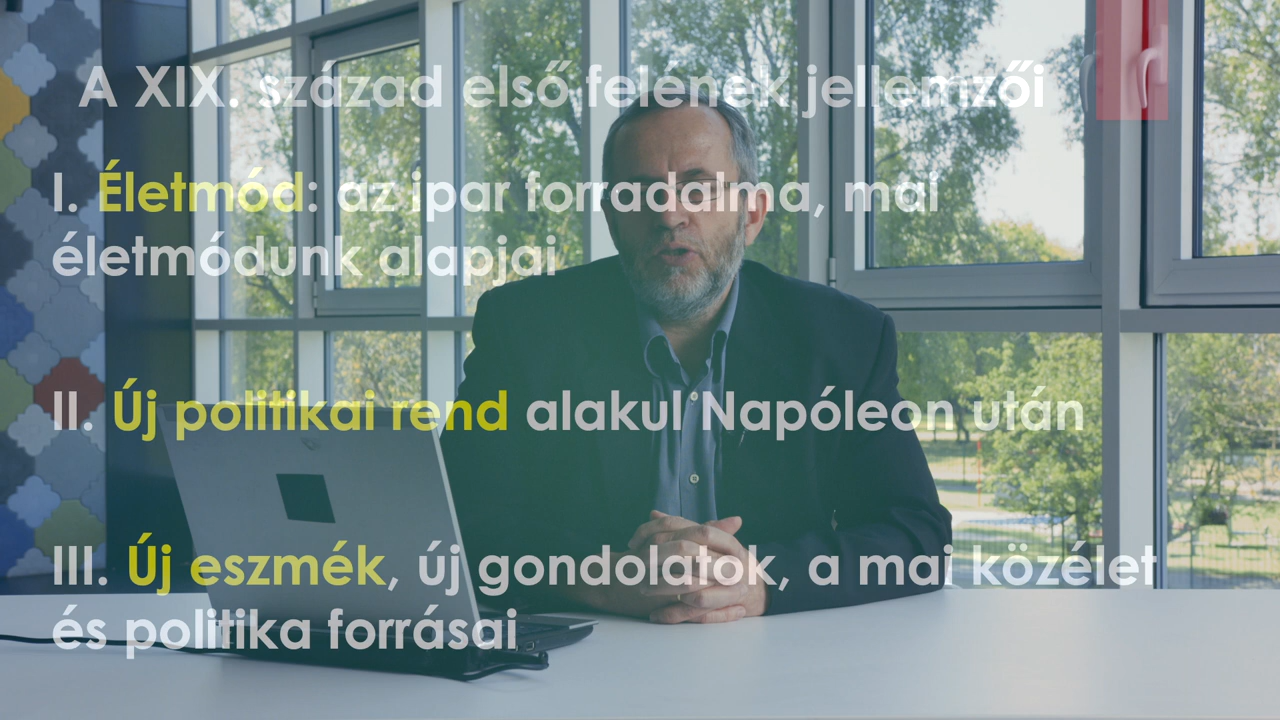 A XIX. század első felének jellemzői
I. Életmód: az ipar forradalma, mai
életmódunk alapjai
II. Új politikai rend alakul Napóleon után
III. Új eszmék, új gondolatok, a mai közélet
és politika forrásai